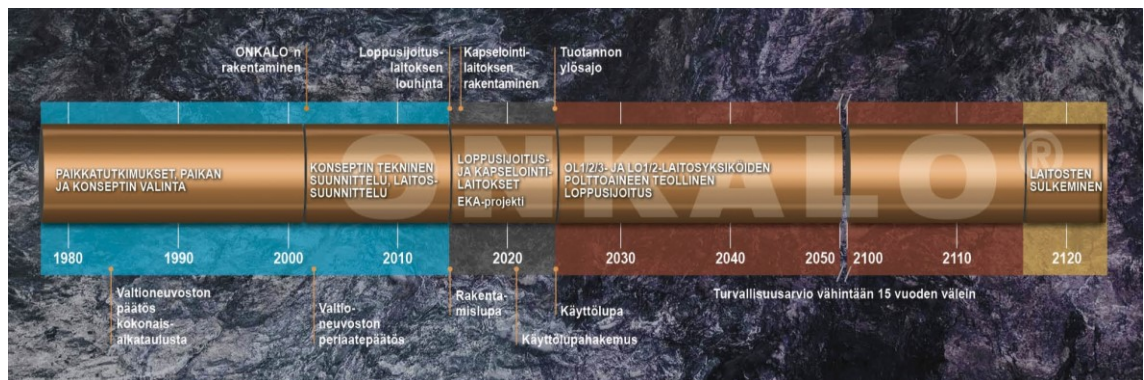 ONKALO®n
rakentaminen
Loppusijoitus-
laitoksen
louhinta
Kapselointi-
laitoksen
rakentaminen
Tuotannon
ylösajo
ONKALO®
PAIKKATUTKIMUKSET, PAIKAN
JA KONSEPTIN VALINTA
KONSEPTIN TEKNINEN
SUUNNITTELU, LAITOS-
SUUNNITTELU
LOPPUSIJOITUS-
JA KAPSELOINTI-
LAITOKSET
EKA-projekti
OL1/2/3- JA LO1/2-LAITOSYKSIKÖIDEN
POLTTOAINEEN TEOLLINEN
LOPPUSIJOITUS
LAITOSTEN
SULKEMINEN
1980 1990 2000 2010 2020 2030 2040 2050 2100 2110 2120
Valtioneuvoston
päätös
kokonais-
aikataulusta
Valtio-
neuvoston
periaatepäätös
Rakenta-
mislupa
Käyttölupahakemus
Käyttölupa
Turvallisuusarvio vähintään 15 vuoden välein